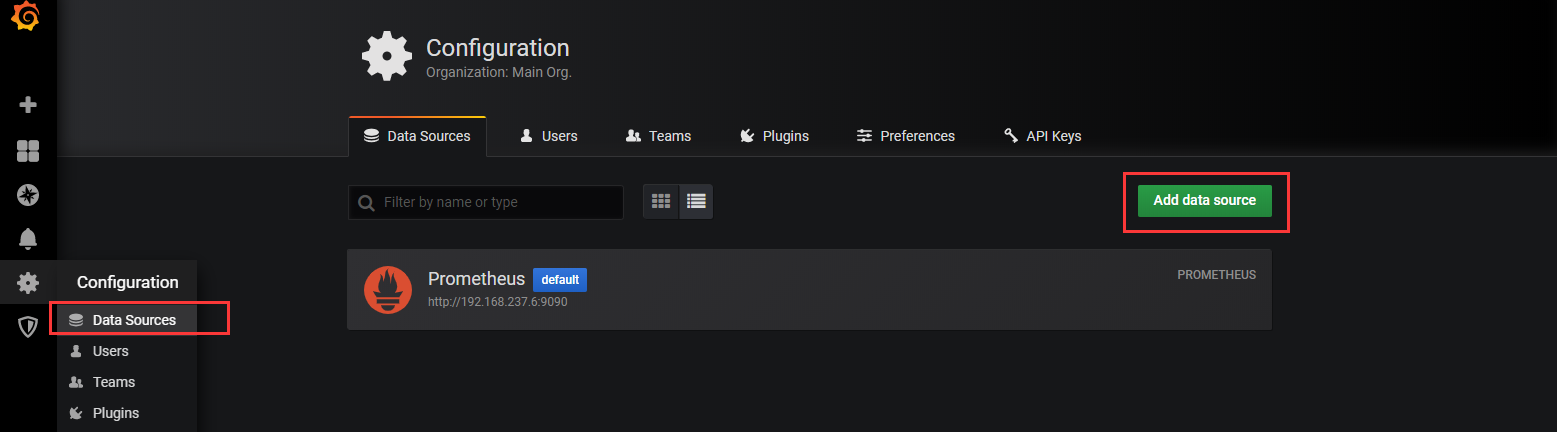 Configuration
Organization: Main Org.
Data Sources
Users
Teams
Plugins
Preferences
API Keys
Filter by name or type
Add data source
Prometheus default
PROMETHEUS
http://192.168.237.6:9090
Configuration
Data Sources
Users
Teams
Plugins